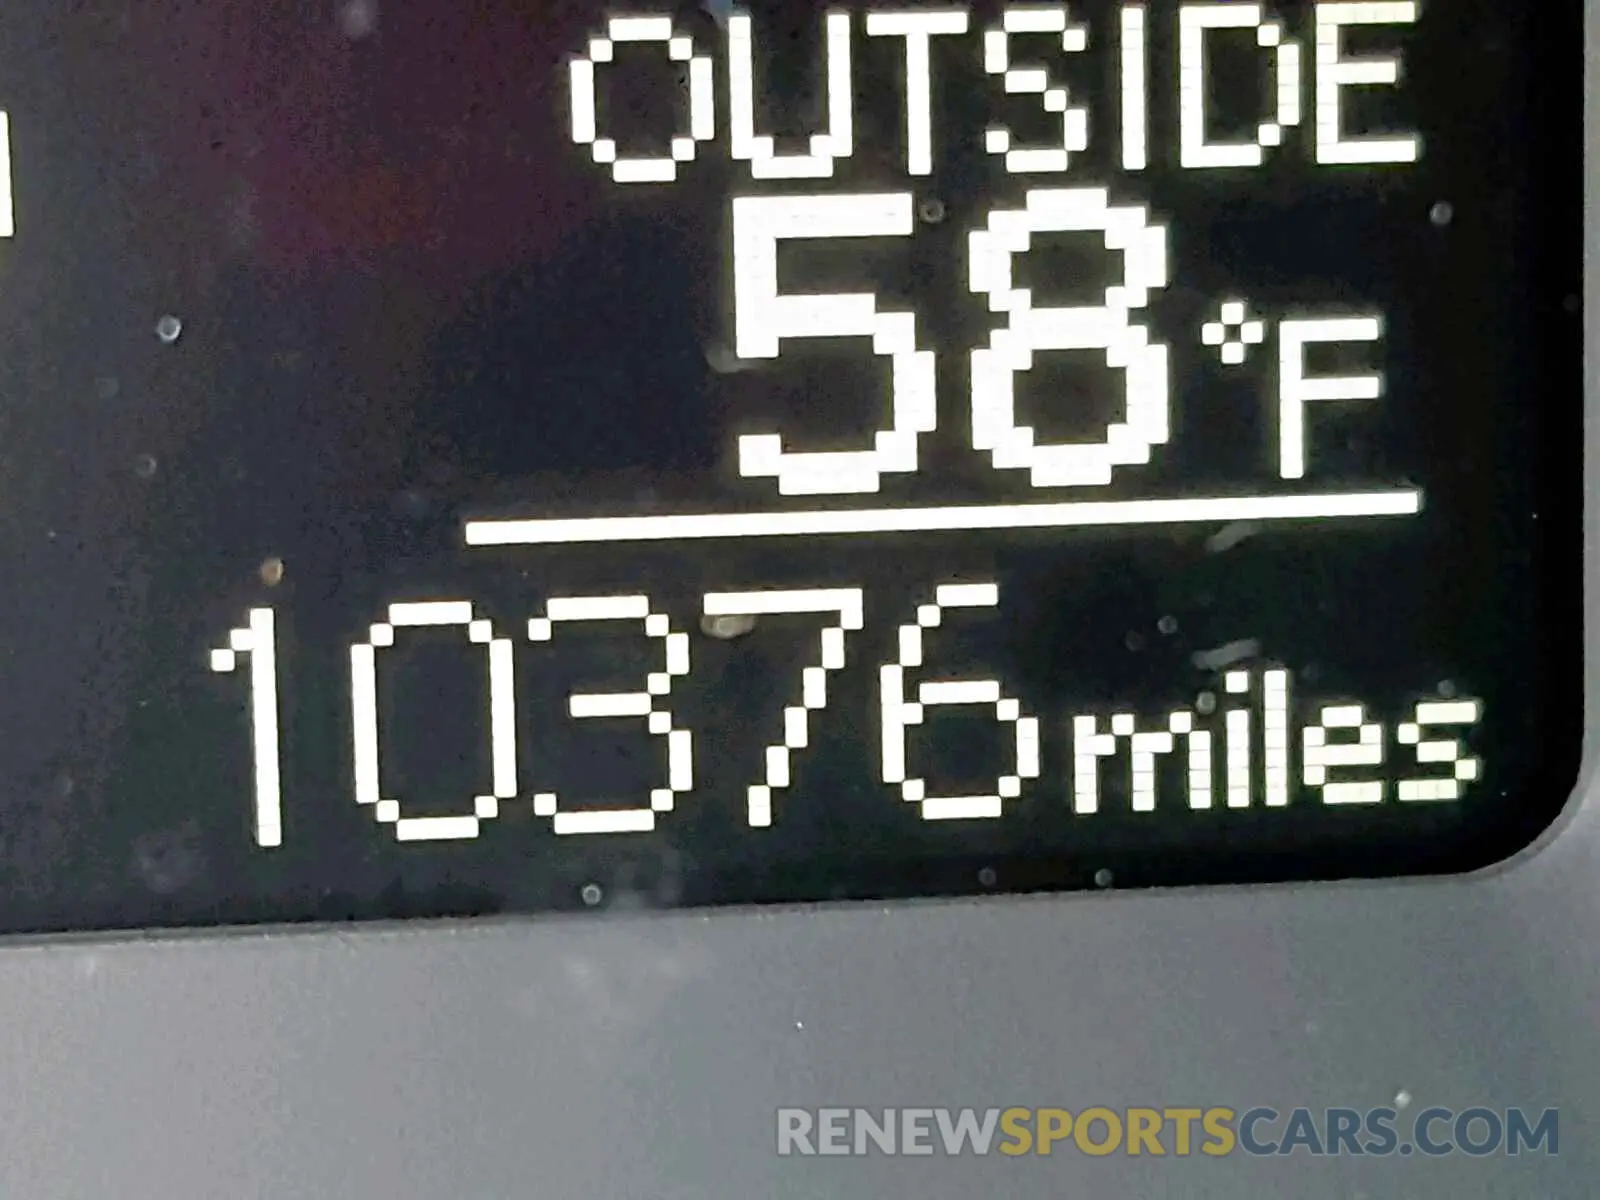 OUTSIDE
58°F
10376 miles
RENEWSPORTSCARS.COM